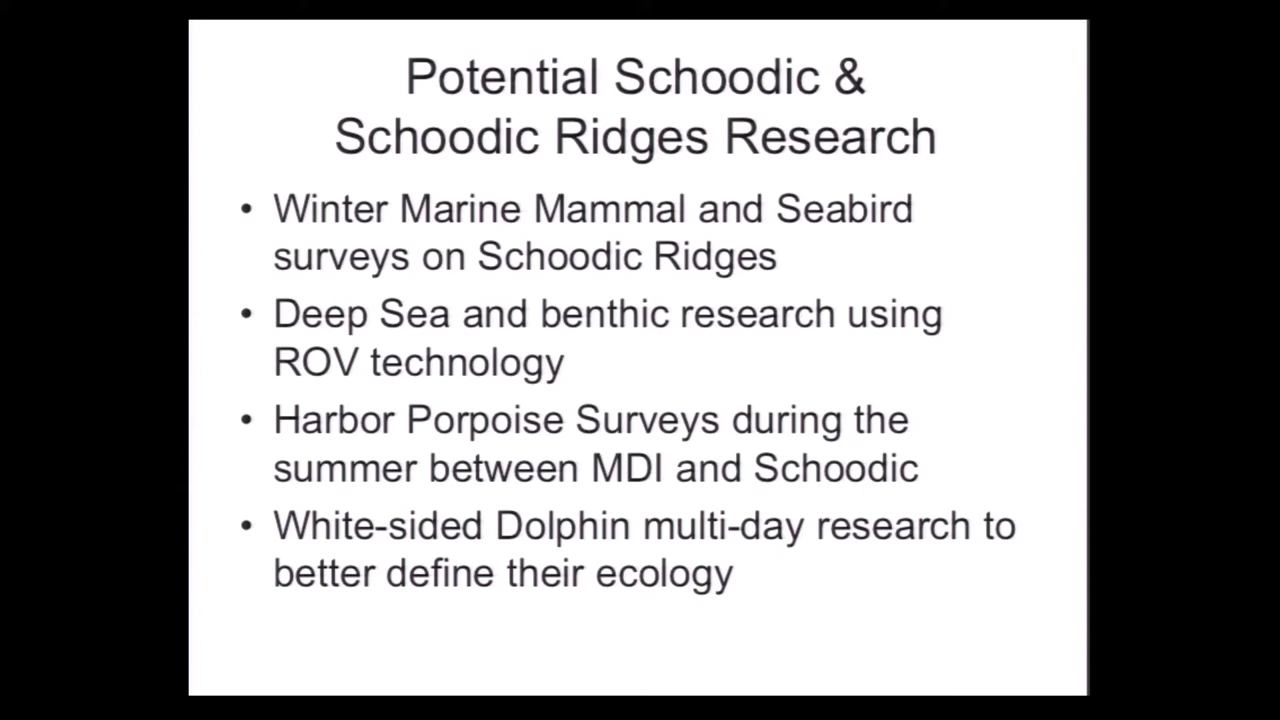 Potential Schoodic &
Schoodic Ridges Research
• Winter Marine Mammal and Seabird
surveys on Schoodic Ridges
• Deep Sea and benthic research using
ROV technology
• Harbor Porpoise Surveys during the
summer between MDI and Schoodic
• White-sided Dolphin multi-day research to
better define their ecology